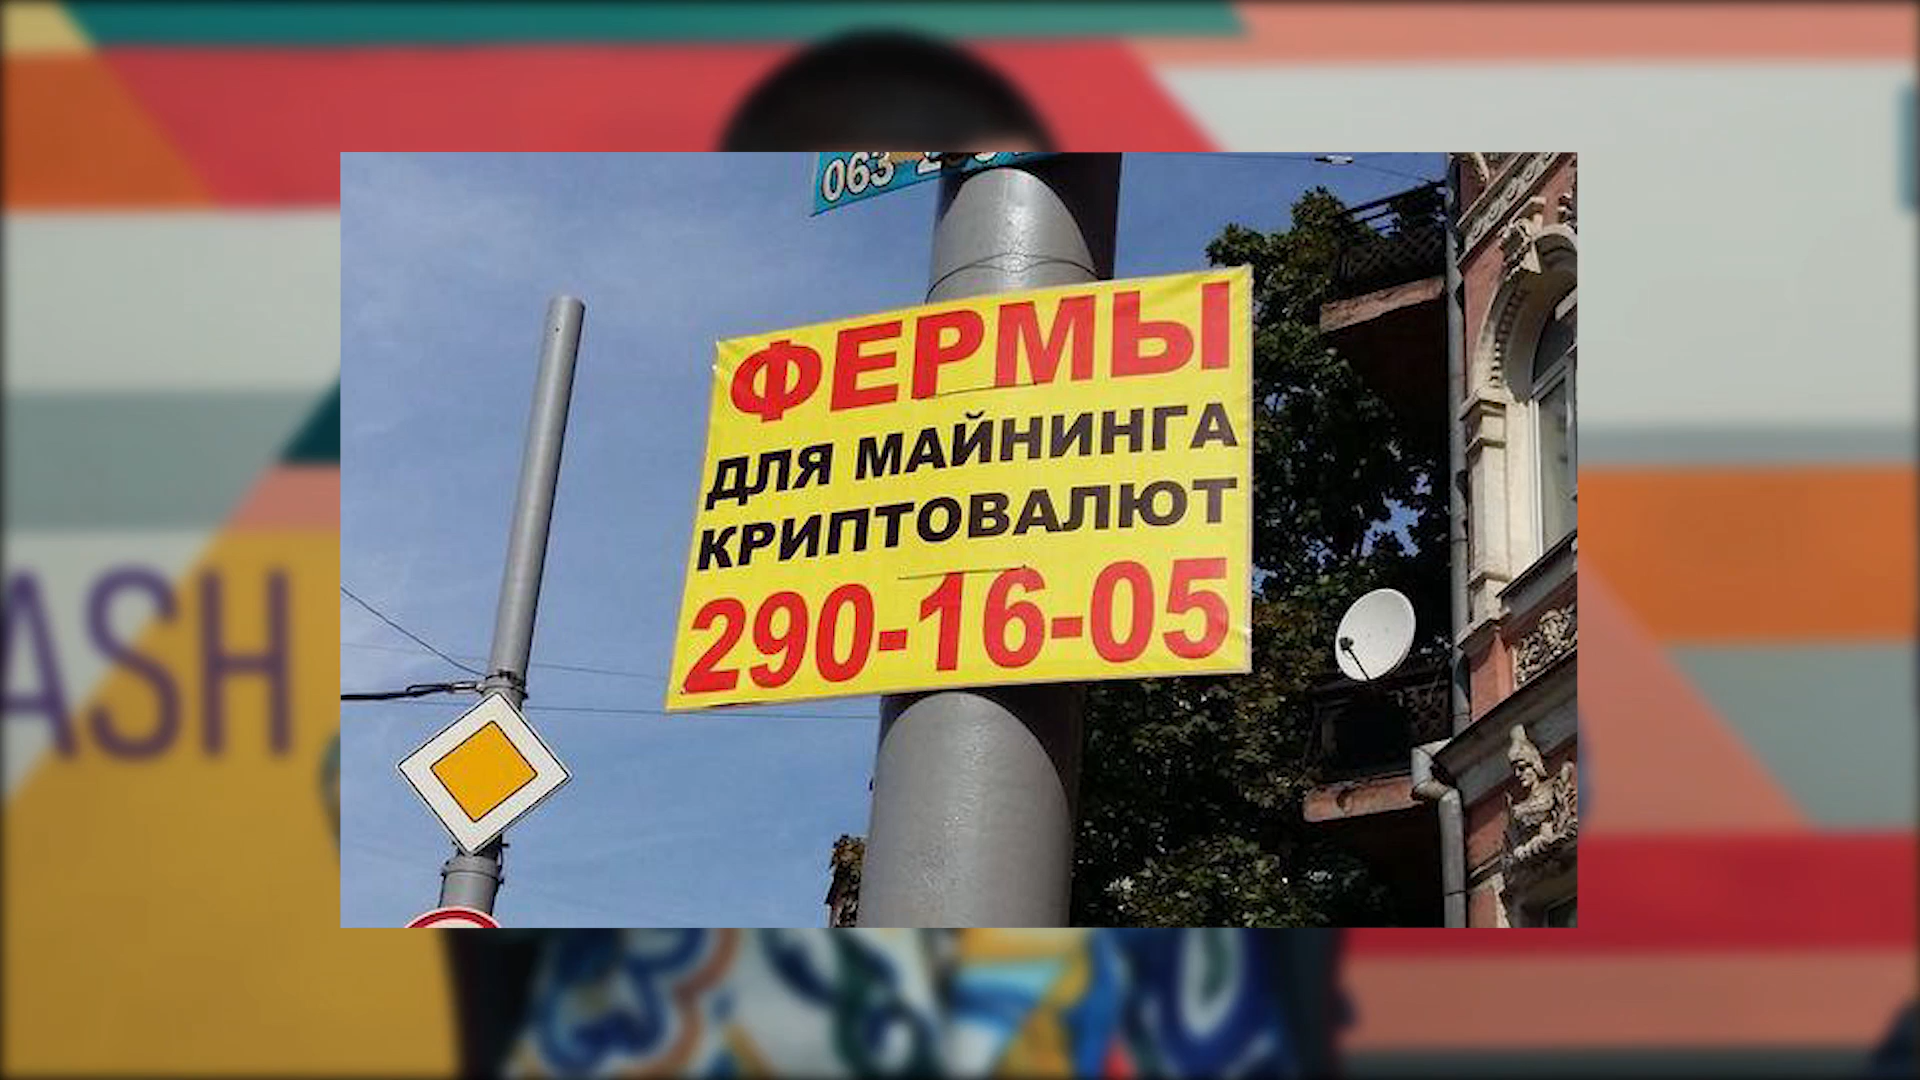 063
ФЕРМЫ
ДЛЯ МАЙНИНГА
КРИПТОВАЛЮТ
290-16-05
ASH